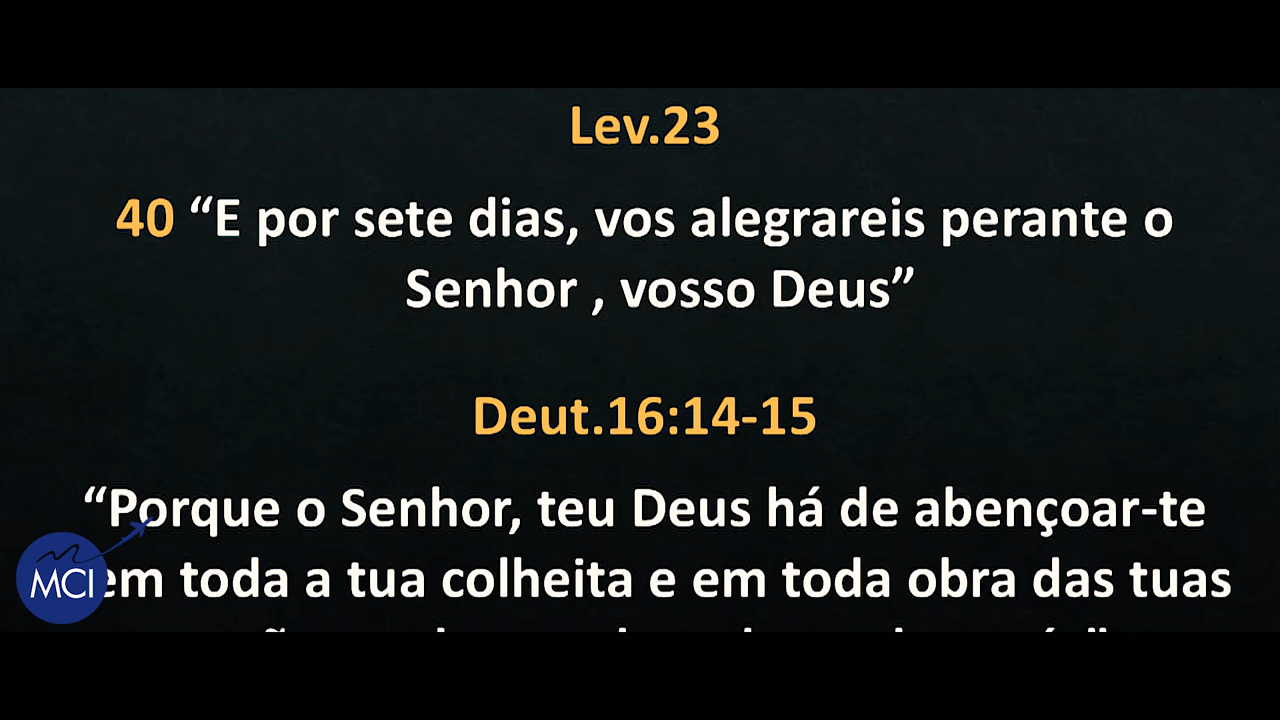 Lev.23
40 “E por sete dias, vos alegrareis perante o
Senhor , vosso Deus”
Deut.16:14-15
“Porque o Senhor, teu Deus há de abençoar-te
em toda a tua colheita e em toda obra das tuas
MCI